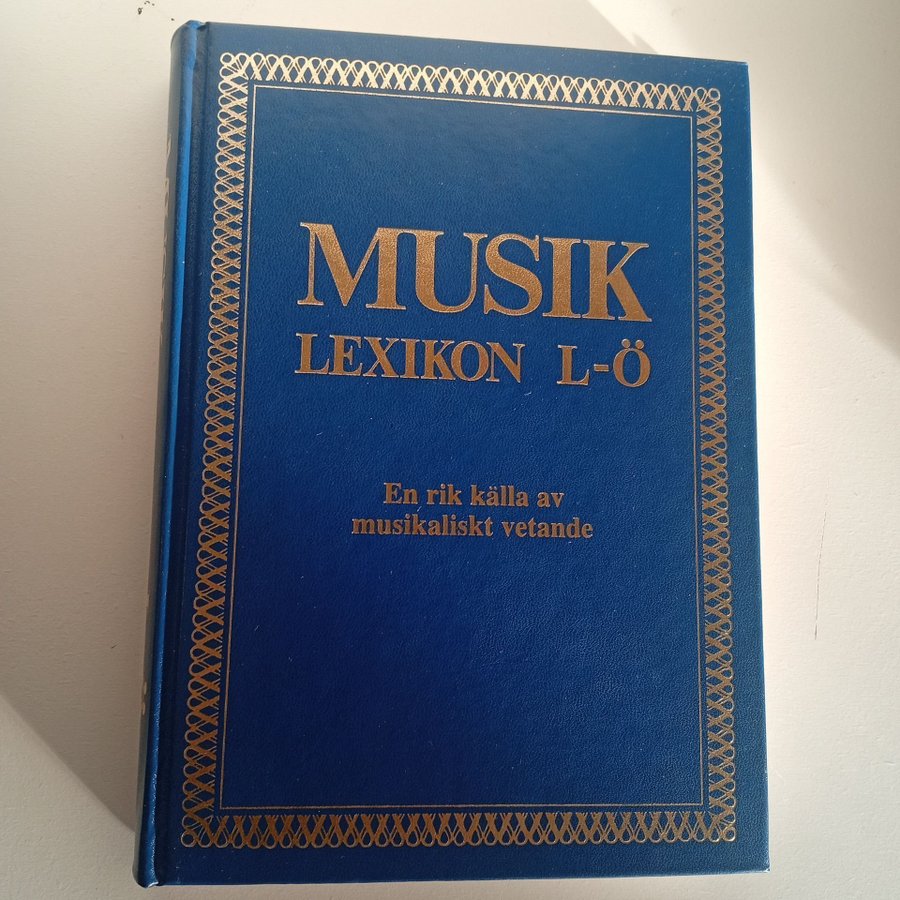 MUSIK
LEXIKON L-Ö
En rik källa av
musikaliskt vetande